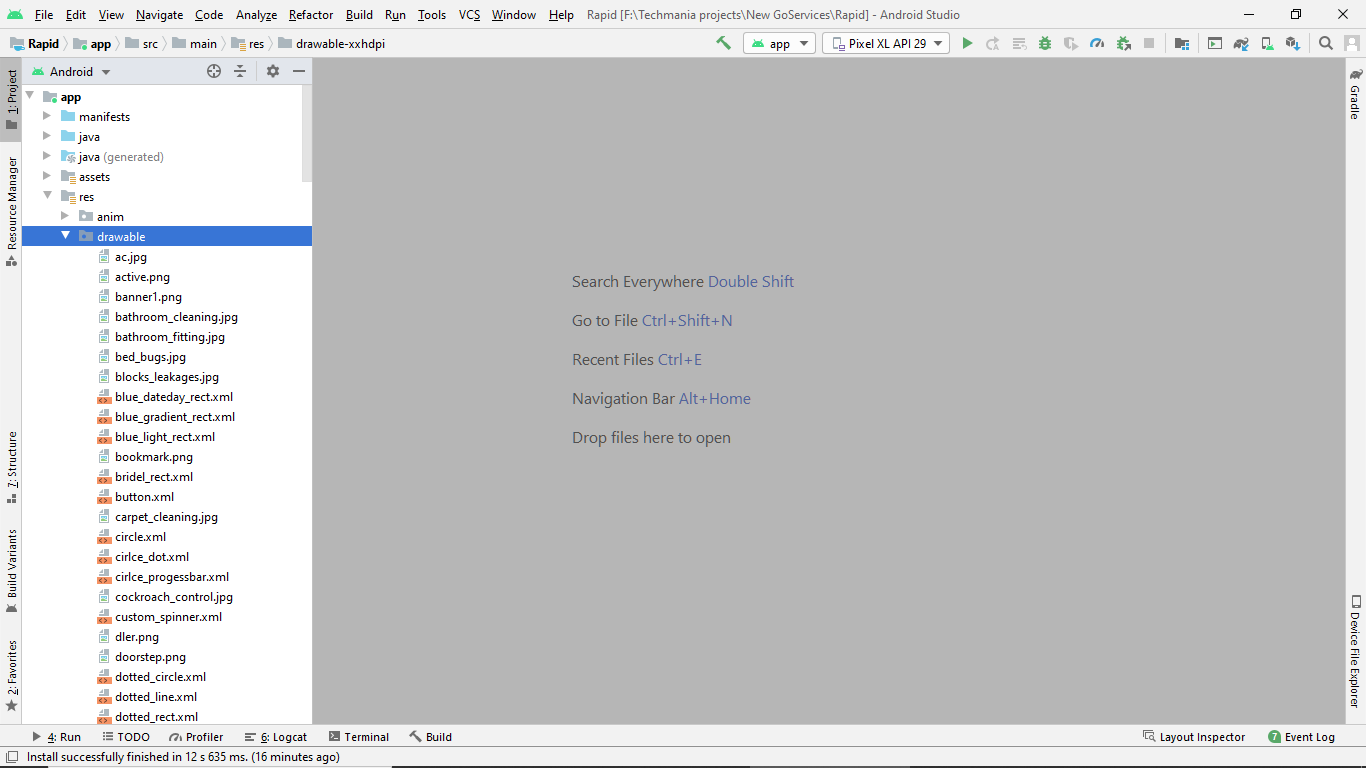 File Edit View Navigate Code Analyze Refactor Build Run Tools VCS Window Help Rapid [F:\Techmania projects\New GoServices\Rapid] - Android Studio
Rapid app src main res drawable-xxhdpi app Pixel XL API 29
Android
1: Project
Resource Manager
7: Structure
Build Variants
2: Favorites
app
manifests
java
java (generated)
assets
res
anim
drawable
ac.jpg
active.png
banner1.png
bathroom_cleaning.jpg
bathroom_fitting.jpg
bed_bugs.jpg
blocks_leakages.jpg
blue_dateday_rect.xml
blue_gradient_rect.xml
blue_light_rect.xml
bookmark.png
bridel_rect.xml
button.xml
carpet_cleaning.jpg
circle.xml
cirlce_dot.xml
cirlce_progessbar.xml
cockroach_control.jpg
custom_spinner.xml
dler.png
doorstep.png
dotted_circle.xml
dotted_line.xml
dotted_rect.xml
Search Everywhere Double Shift
Go to File Ctrl+Shift+N
Recent Files Ctrl+E
Navigation Bar Alt+Home
Drop files here to open
Gradle
Device File Explorer
4: Run TODO Profiler 6: Logcat Terminal Build Layout Inspector 7 Event Log
Install successfully finished in 12 s 635 ms. (16 minutes ago)